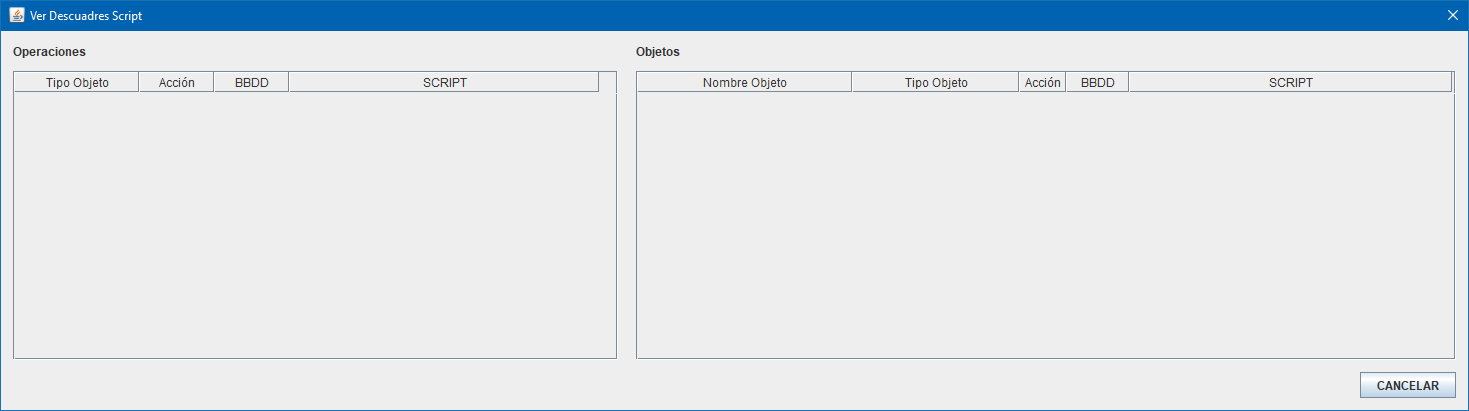 Ver Descuadres Script
Operaciones
Objetos
Tipo Objeto Acción BBDD SCRIPT
Nombre Objeto Tipo Objeto Acción BBDD SCRIPT
CANCELAR